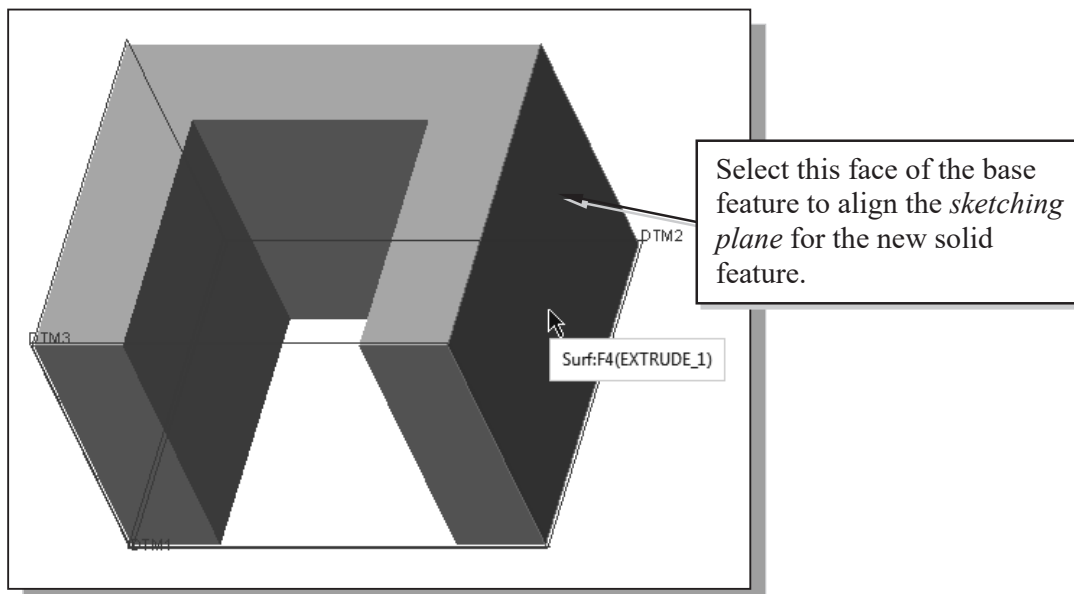 Select this face of the base
feature to align the sketching
plane for the new solid
feature.
DTM2
DTM3
Surf:F4(EXTRUDE_1)
DTM1